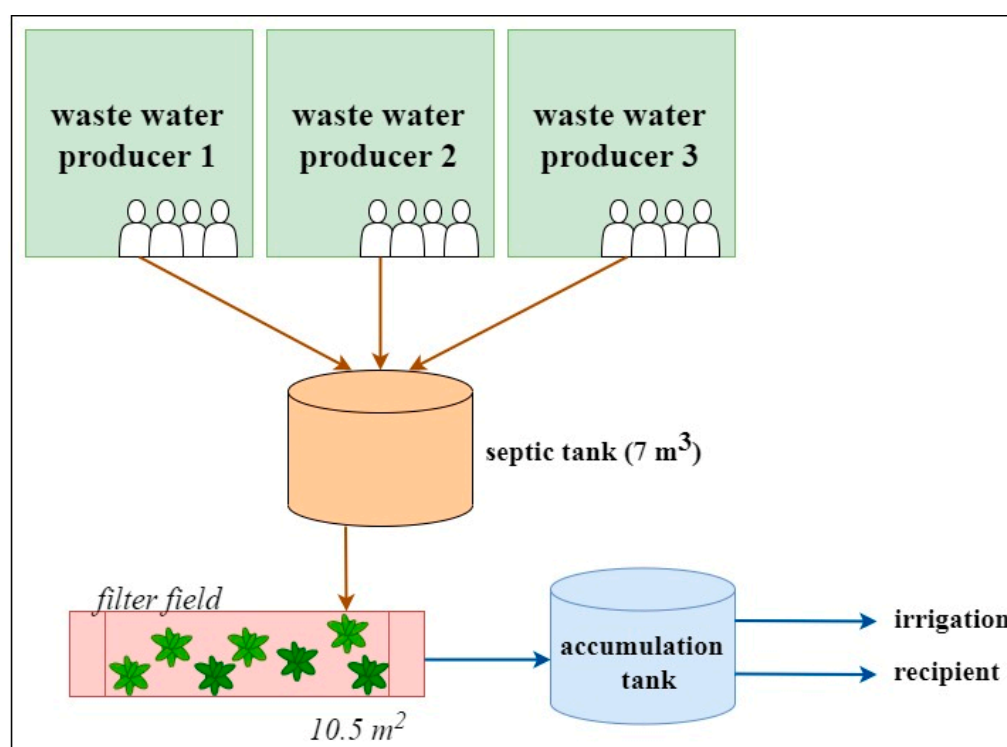 waste water
producer 1
waste water
producer 2
waste water
producer 3
septic tank (7 m³)
filter field
10.5 m²
accumulation
tank
irrigation
recipient